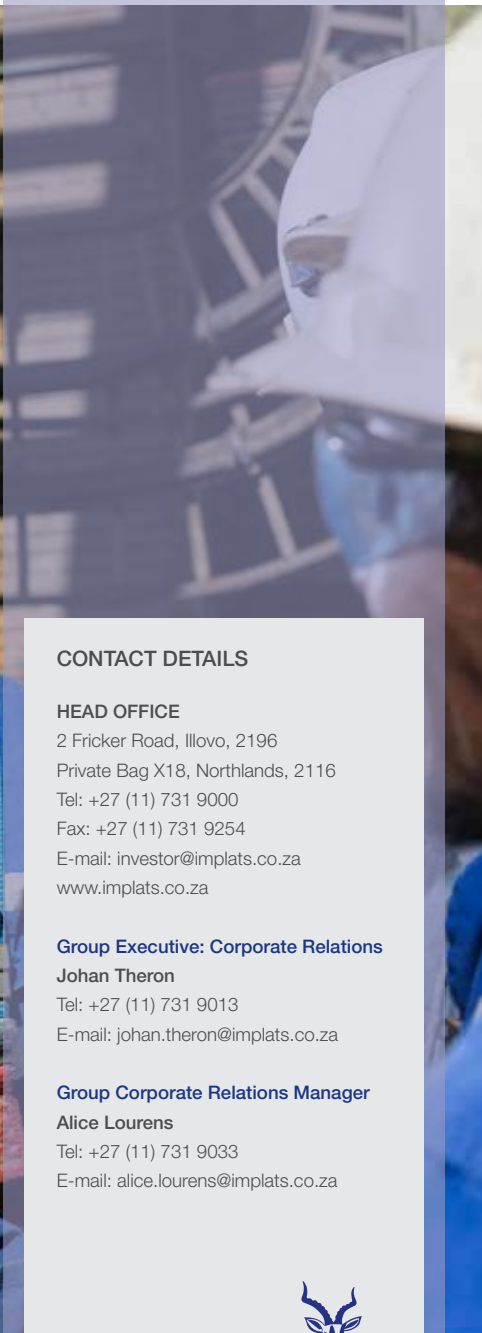 CONTACT DETAILS
HEAD OFFICE
2 Fricker Road, Illovo, 2196
Private Bag X18, Northlands, 2116
Tel: +27 (11) 731 9000
Fax: +27 (11) 731 9254
E-mail: investor@implats.co.za
www.implats.co.za
Group Executive: Corporate Relations
Johan Theron
Tel: +27 (11) 731 9013
E-mail: johan.theron@implats.co.za
Group Corporate Relations Manager
Alice Lourens
Tel: +27 (11) 731 9033
E-mail: alice.lourens@implats.co.za